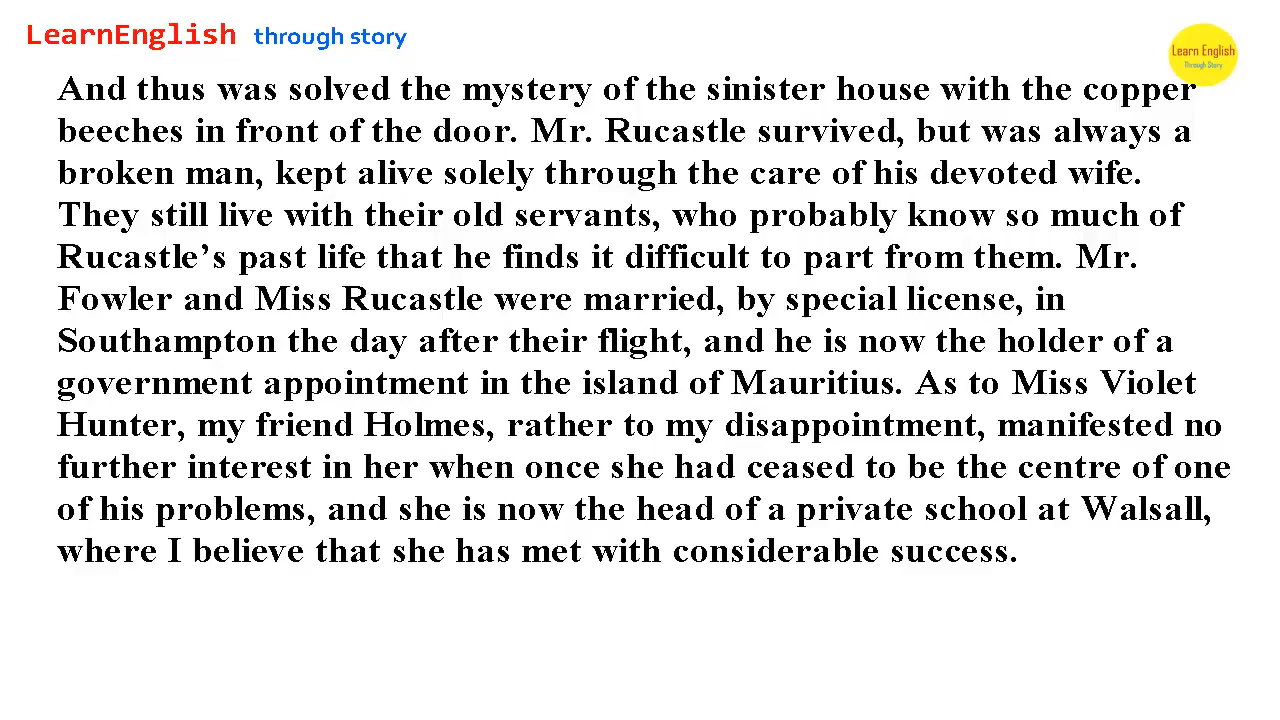 LearnEnglish through story
Learn English
Through Story
And thus was solved the mystery of the sinister house with the copper
beeches in front of the door. Mr. Rucastle survived, but was always a
broken man, kept alive solely through the care of his devoted wife.
They still live with their old servants, who probably know so much of
Rucastle’s past life that he finds it difficult to part from them. Mr.
Fowler and Miss Rucastle were married, by special license, in
Southampton the day after their flight, and he is now the holder of a
government appointment in the island of Mauritius. As to Miss Violet
Hunter, my friend Holmes, rather to my disappointment, manifested no
further interest in her when once she had ceased to be the centre of one
of his problems, and she is now the head of a private school at Walsall,
where I believe that she has met with considerable success.